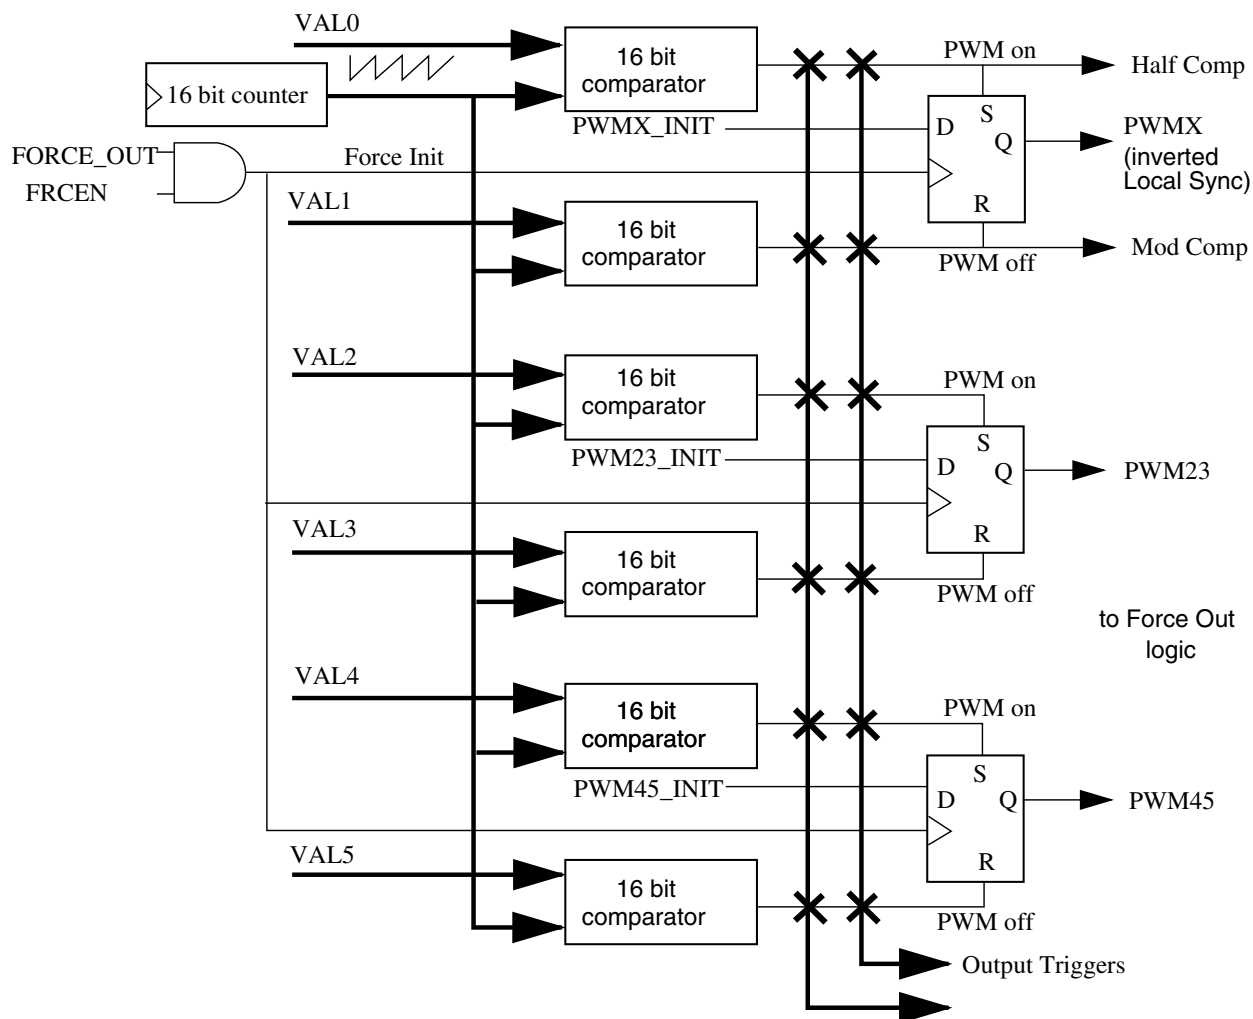 VAL0
16 bit counter
16 bit
comparator
PWM on
Half Comp
PWMX_INIT
D
S
Q
R
PWMX
(inverted
Local Sync)
FORCE_OUT
FRCEN
Force Init
VAL1
16 bit
comparator
PWM off
Mod Comp
VAL2
16 bit
comparator
PWM on
PWM23_INIT
D
S
Q
R
PWM23
VAL3
16 bit
comparator
PWM off
to Force Out
logic
VAL4
16 bit
comparator
PWM on
PWM45_INIT
D
S
Q
R
PWM45
VAL5
16 bit
comparator
PWM off
Output Triggers